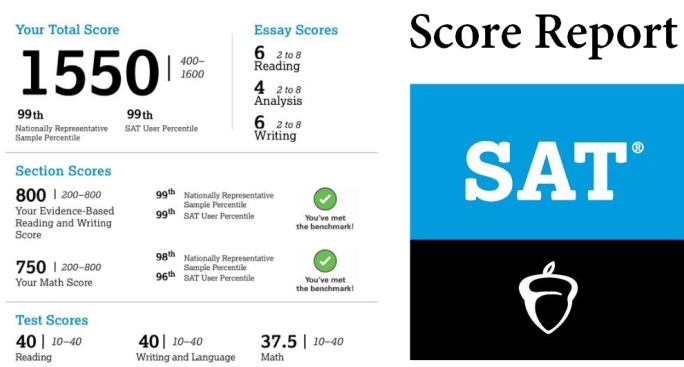 Your Total Score
1550 | 400–
1600
99th
Nationally Representative
Sample Percentile
99th
SAT User Percentile
Essay Scores
6 2 to 8
Reading
4 2 to 8
Analysis
6 2 to 8
Writing
Section Scores
800 | 200–800
Your Evidence-Based
Reading and Writing
Score
99th Nationally Representative
Sample Percentile
99th SAT User Percentile
You've met
the benchmark!
750 | 200–800
Your Math Score
98th Nationally Representative
Sample Percentile
96th SAT User Percentile
You've met
the benchmark!
Test Scores
40 | 10–40
Reading
40 | 10–40
Writing and Language
37.5 | 10–40
Math
Score Report
SAT®